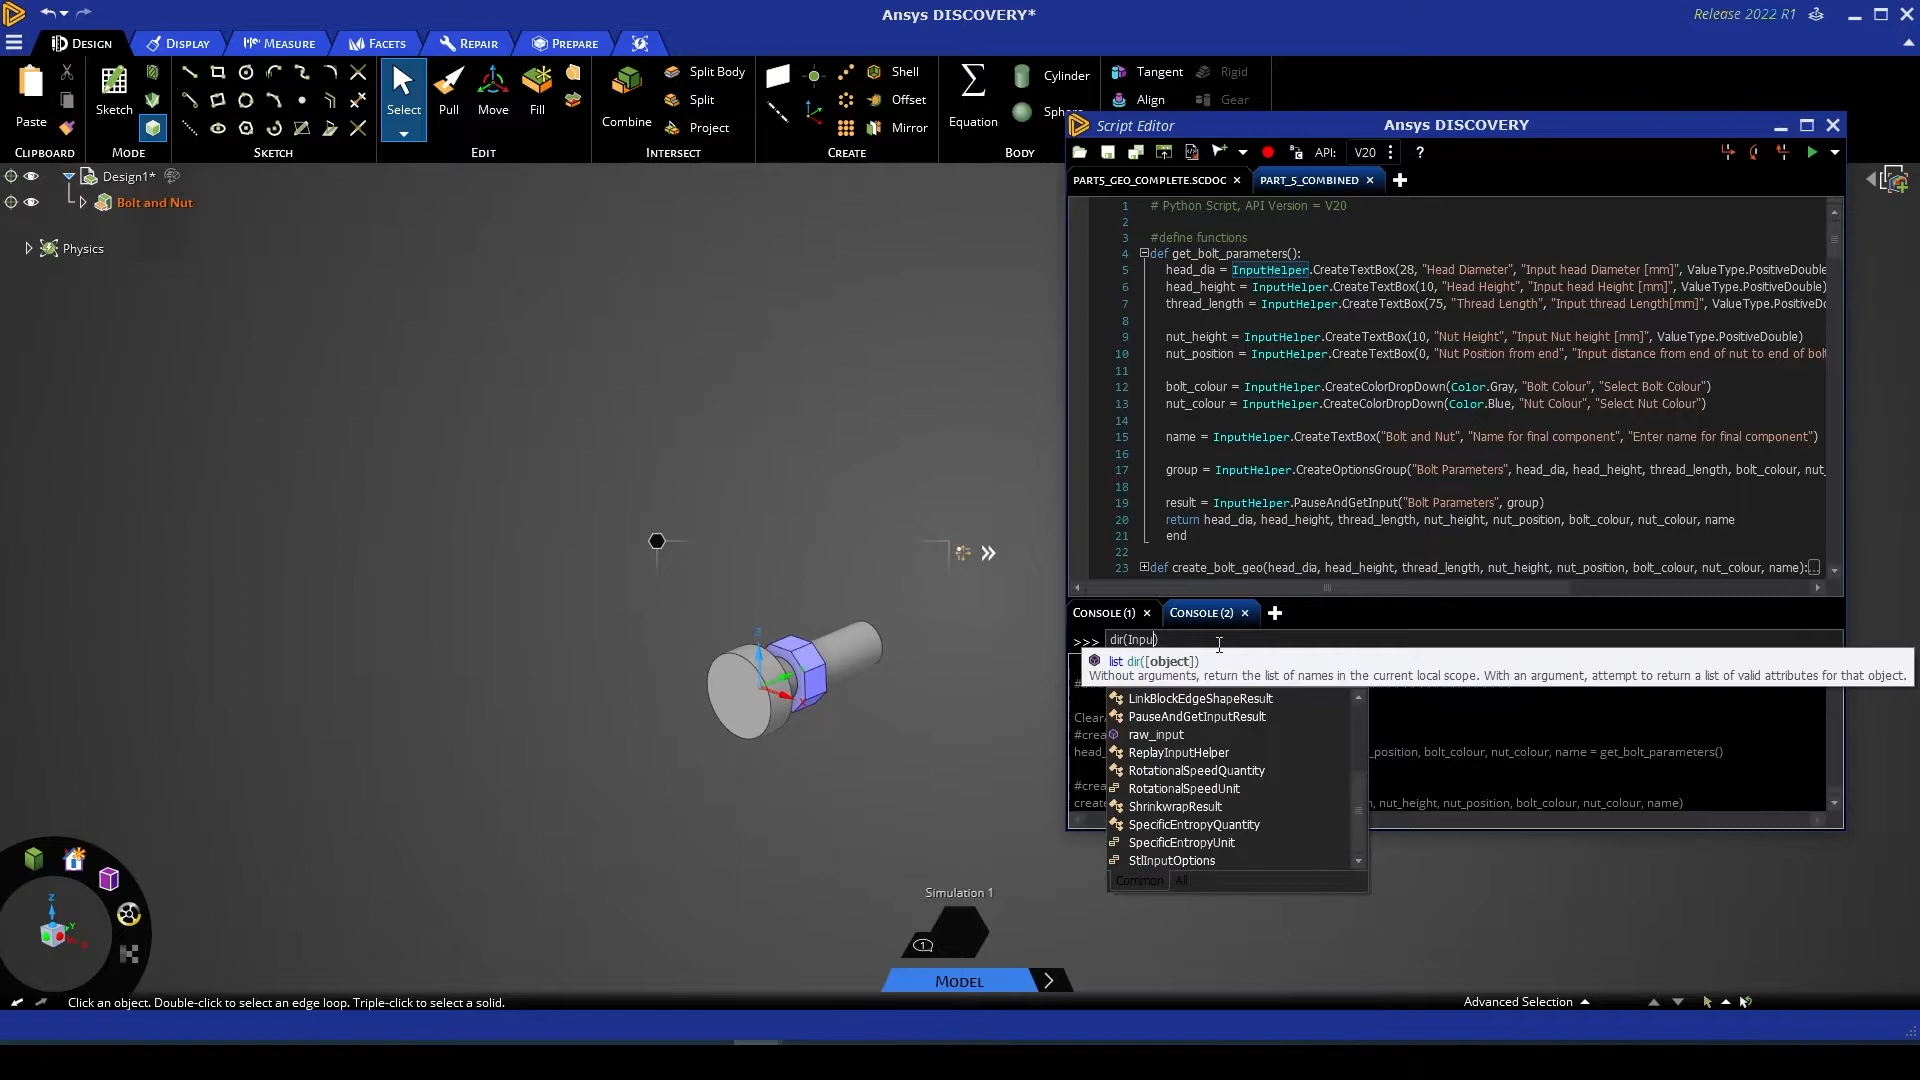 Ansys DISCOVERY*
Release 2022 R1
DESIGN
DISPLAY
MEASURE
FACETS
REPAIR
PREPARE
Paste
CLIPBOARD
Sketch
MODE
SKETCH
Select
Pull
Move
Fill
EDIT
Combine
Split Body
Split
Project
INTERSECT
Shell
Offset
Mirror
CREATE
Equation
Cylinder
BODY
Tangent
Rigid
Align
Gear
Script Editor
Ansys DISCOVERY
API: V20
?
PART5_GEO_COMPLETE.SCDOC
PART_5_COMBINED
Design1*
Bolt and Nut
Physics
1 # Python Script, API Version = V20
2
3 #define functions
4 def get_bolt_parameters():
5 head_dia = InputHelper.CreateTextBox(28, "Head Diameter", "Input head Diameter [mm]", ValueType.PositiveDouble
6 head_height = InputHelper.CreateTextBox(10, "Head Height", "Input head Height [mm]", ValueType.PositiveDouble)
7 thread_length = InputHelper.CreateTextBox(75, "Thread Length", "Input thread Length[mm]", ValueType.PositiveDo
8
9 nut_height = InputHelper.CreateTextBox(10, "Nut Height", "Input Nut height [mm]", ValueType.PositiveDouble)
10 nut_position = InputHelper.CreateTextBox(0, "Nut Position from end", "Input distance from end of nut to end of bolt
11
12 bolt_colour = InputHelper.CreateColorDropDown(Color.Gray, "Bolt Colour", "Select Bolt Colour")
13 nut_colour = InputHelper.CreateColorDropDown(Color.Blue, "Nut Colour", "Select Nut Colour")
14
15 name = InputHelper.CreateTextBox("Bolt and Nut", "Name for final component", "Enter name for final component")
16
17 group = InputHelper.CreateOptionsGroup("Bolt Parameters", head_dia, head_height, thread_length, bolt_colour, nut_
18
19 result = InputHelper.PauseAndGetInput("Bolt Parameters", group)
20 return head_dia, head_height, thread_length, nut_height, nut_position, bolt_colour, nut_colour, name
21 end
22
23 def create_bolt_geo(head_dia, head_height, thread_length, nut_height, nut_position, bolt_colour, nut_colour, name):...
CONSOLE (1)
CONSOLE (2)
>>> dir(Inpu)
list dir([object])
Without arguments, return the list of names in the current local scope. With an argument, attempt to return a list of valid attributes for that object.
LinkBlockEdgeShapeResult
PauseAndGetInputResult
raw_input
ReplayInputHelper
RotationalSpeedQuantity
RotationalSpeedUnit
ShrinkwrapResult
SpecificEntropyQuantity
SpecificEntropyUnit
StlInputOptions
Common All
Clear
#crea
head_
_position, bolt_colour, nut_colour, name = get_bolt_parameters()
#crea
create
, nut_height, nut_position, bolt_colour, nut_colour, name)
Z
Z
Y
X
Simulation 1
1
MODEL
Click an object. Double-click to select an edge loop. Triple-click to select a solid.
Advanced Selection